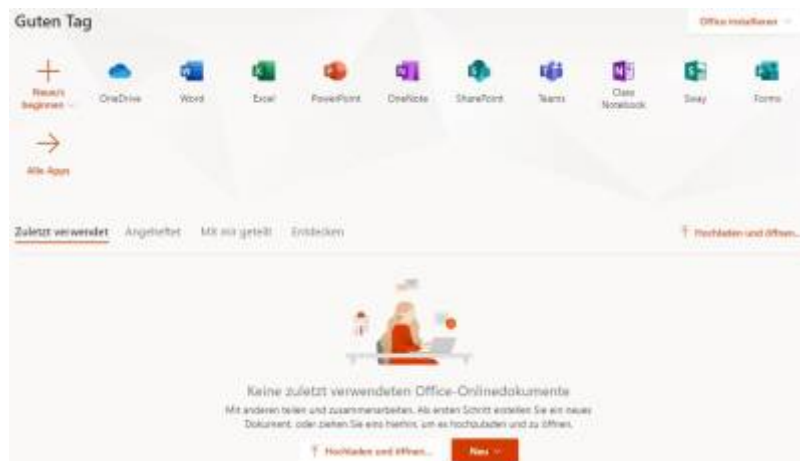 Guten Tag
Office installieren
Neue/s
beginnen
OneDrive
Word
Excel
PowerPoint
OneNote
SharePoint
Teams
Class
Notebook
Sway
Forms
Alle Apps
Zuletzt verwendet Angeheftet Mit mir geteilt Entdecken
Hochladen und öffnen...
Keine zuletzt verwendeten Office-Onlinedokumente
Mit anderen teilen und zusammenarbeiten. Als ersten Schritt erstellen Sie ein neues
Dokument, oder ziehen Sie eins hierhin, um es hochzuladen und zu öffnen.
Hochladen und öffnen...
Neu